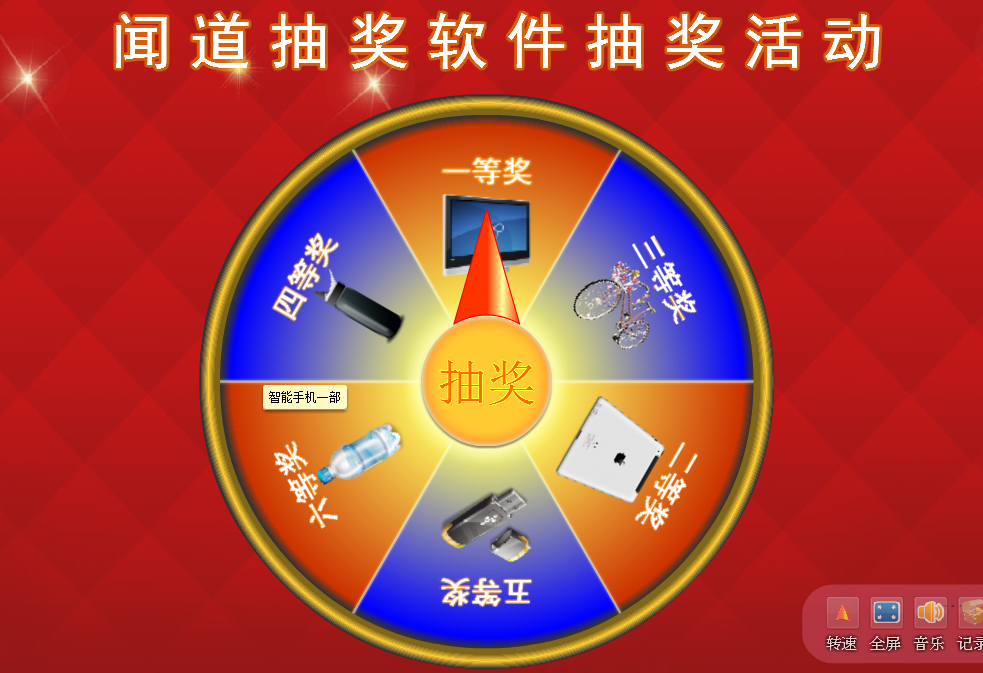 闻道抽奖软件抽奖活动
一等奖
三等奖
四等奖
抽奖
智能手机一部
二等奖
六等奖
五等奖
转速 全屏 音乐 记录